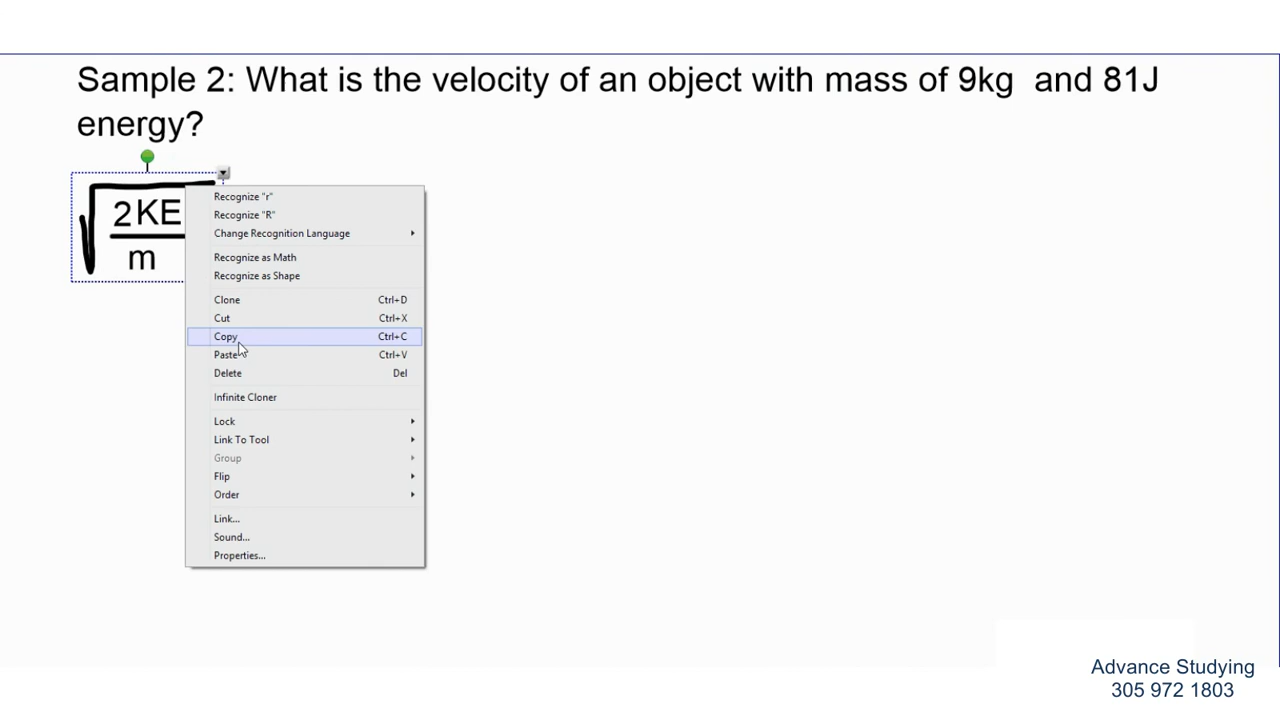 Sample 2: What is the velocity of an object with mass of 9kg  and 81J
energy?
2KE
m
Recognize "r"
Recognize "R"
Change Recognition Language
Recognize as Math
Recognize as Shape
Clone Ctrl+D
Cut Ctrl+X
Copy Ctrl+C
Paste Ctrl+V
Delete Del
Infinite Cloner
Lock
Link To Tool
Group
Flip
Order
Link...
Sound...
Properties...
Advance Studying
305 972 1803